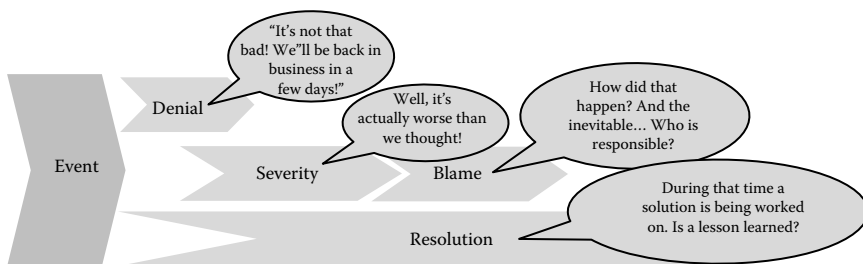 Event
Denial
“It’s not that
bad! We”ll be back in
business in a
few days!”
Severity
Well, it’s
actually worse than
we thought!
Blame
How did that
happen? And the
inevitable... Who is
responsible?
Resolution
During that time a
solution is being worked
on. Is a lesson learned?